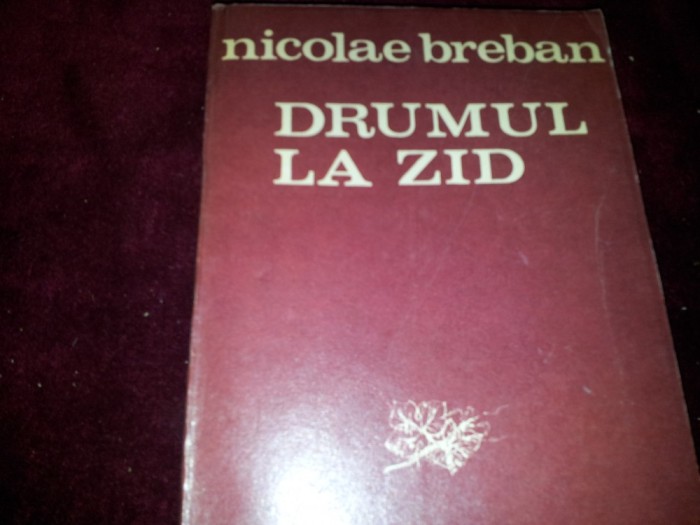 nicolae breban
DRUMUL
LA ZID